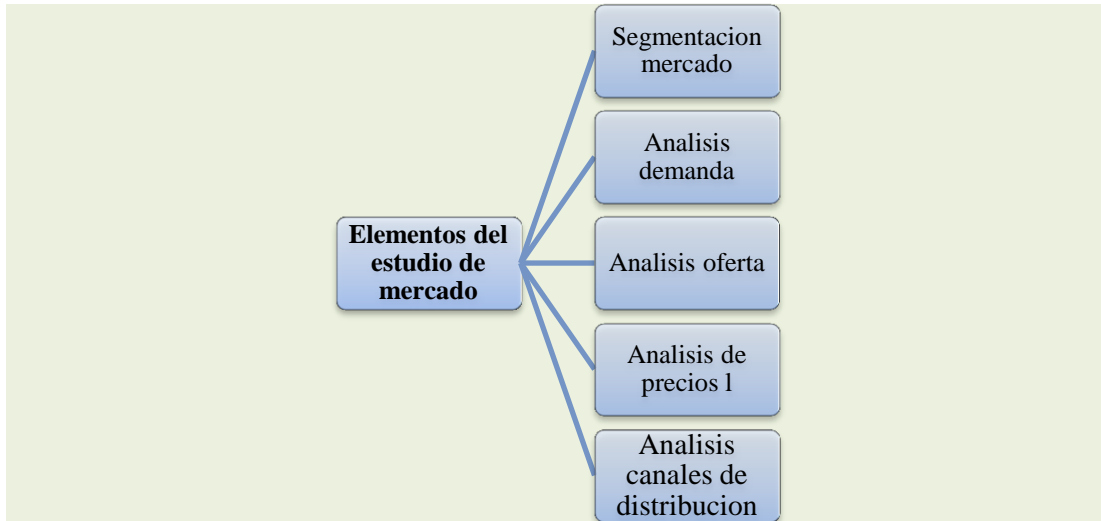 Segmentacion
mercado
Analisis
demanda
Elementos del
estudio de
mercado
Analisis oferta
Analisis de
precios l
Analisis
canales de
distribucion